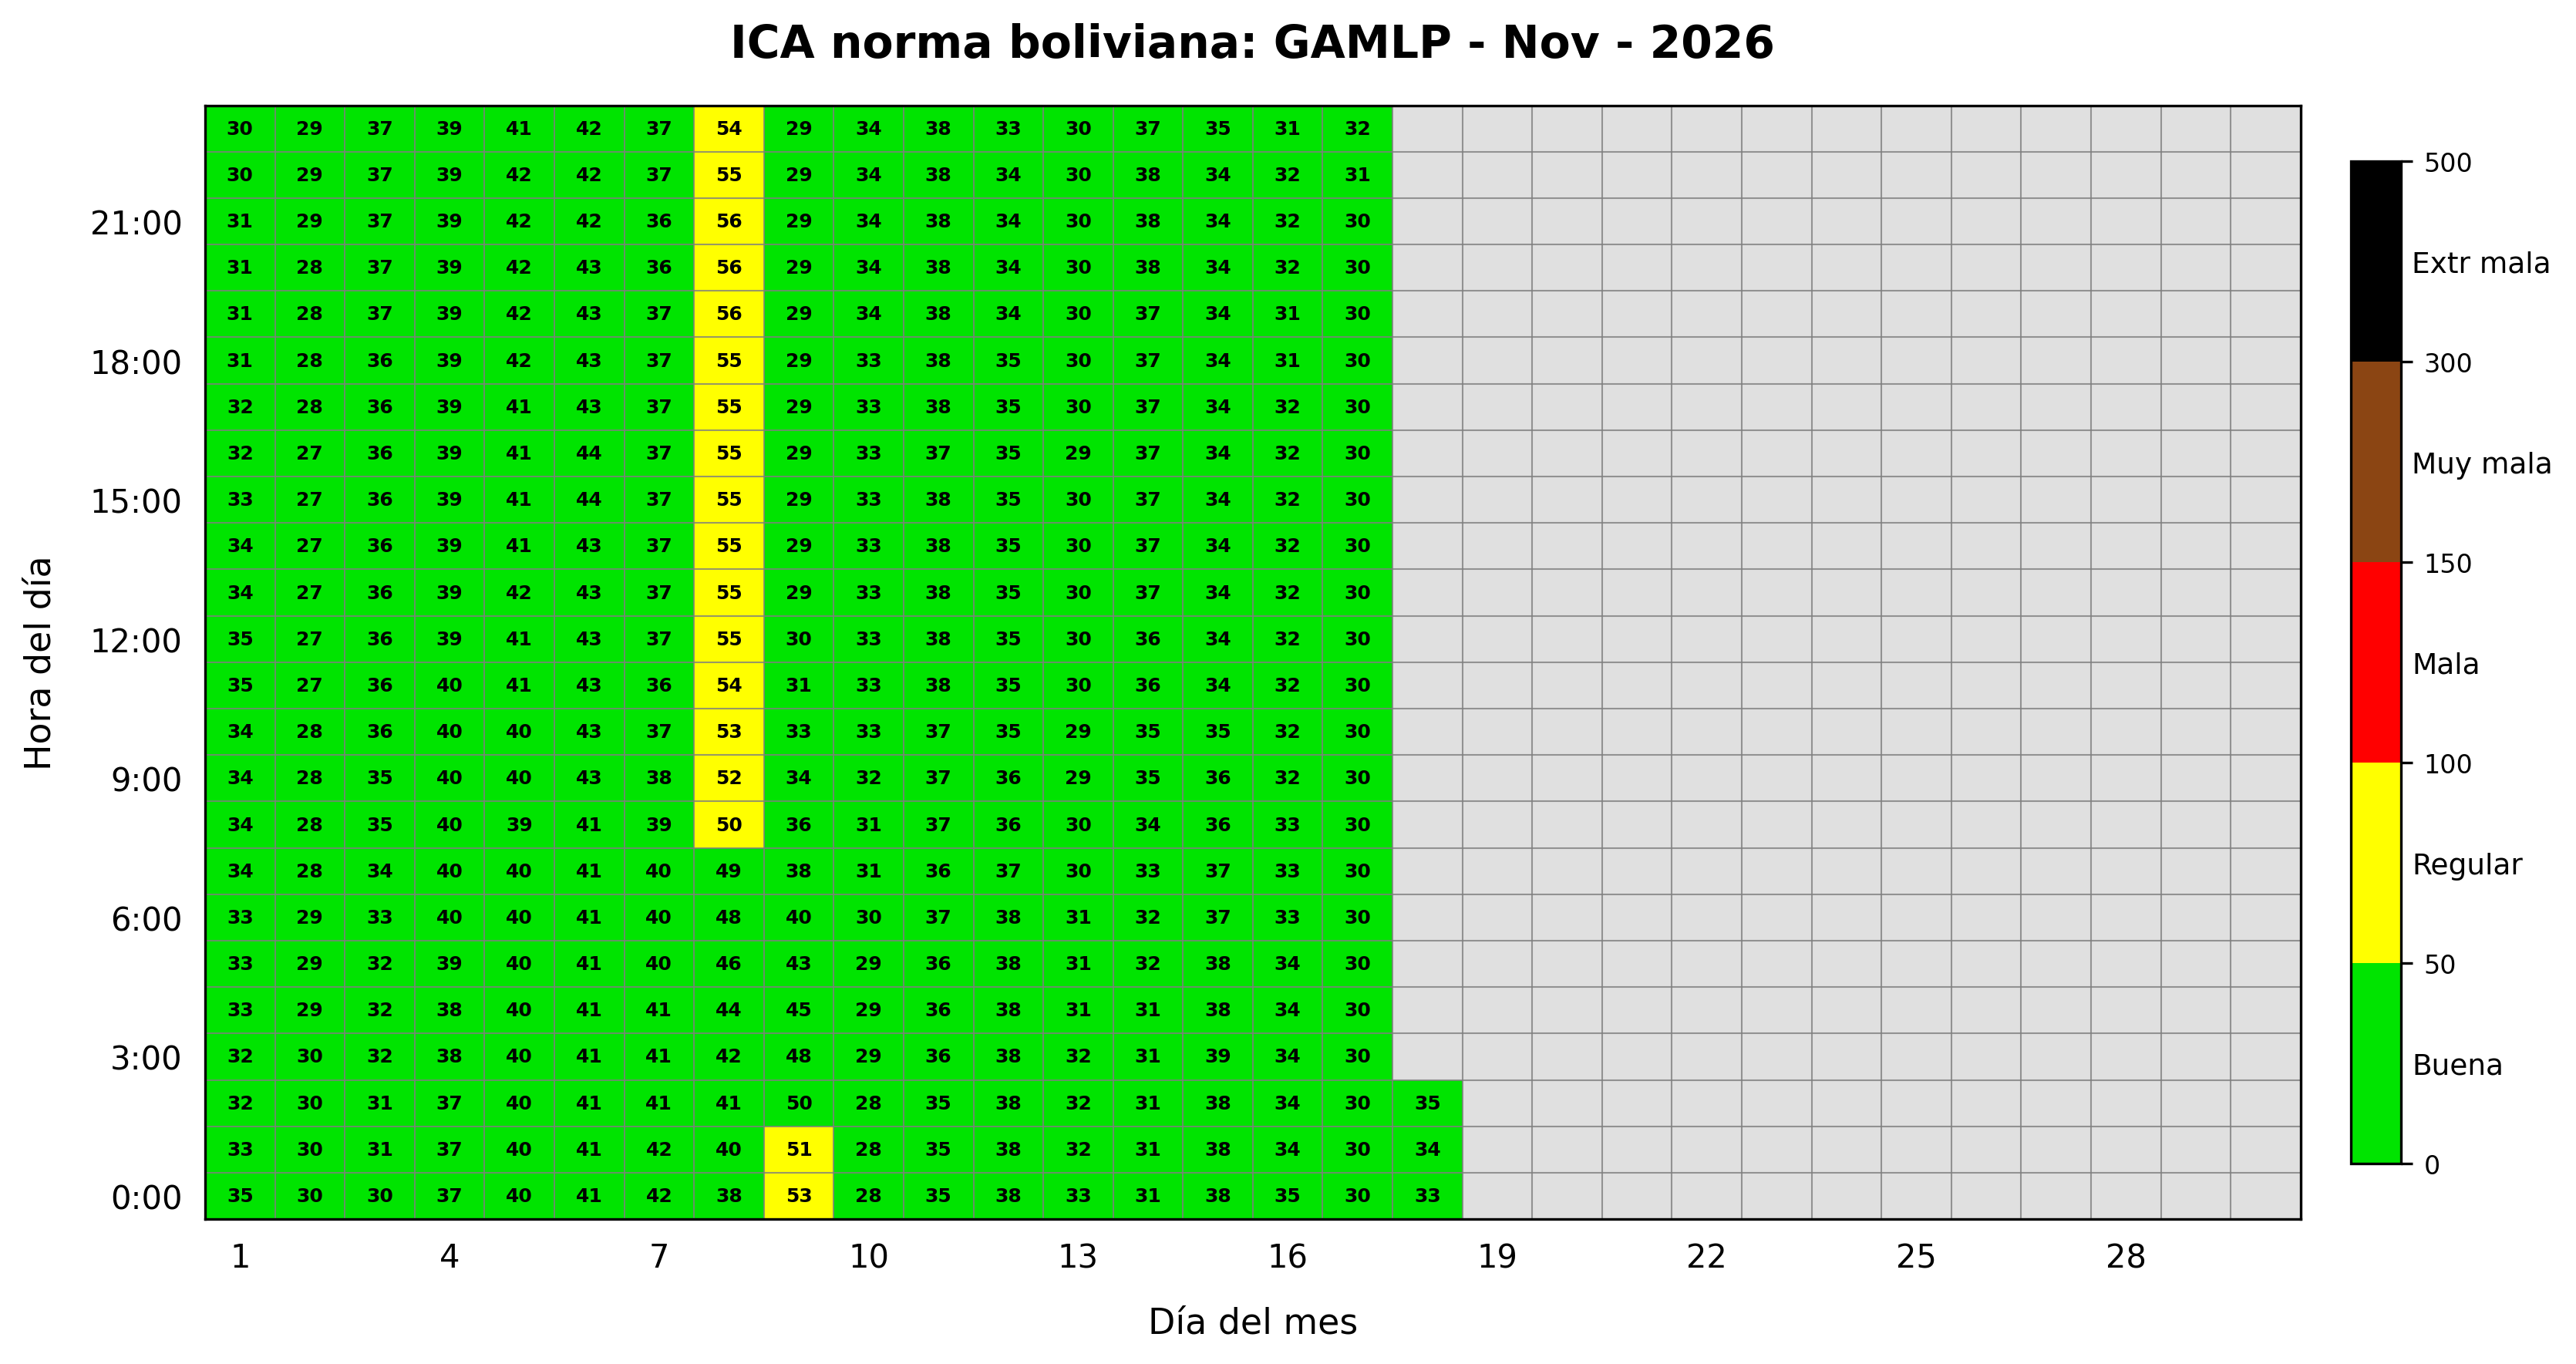 ICA norma boliviana: GAMLP - Nov - 2026
30 29 37 39 41 42 37 54 29 34 38 33 30 37 35 31 32
30 29 37 39 42 42 37 55 29 34 38 34 30 38 34 32 31
21:00 31 29 37 39 42 42 36 56 29 34 38 34 30 38 34 32 30
31 28 37 39 42 43 36 56 29 34 38 34 30 38 34 32 30
31 28 37 39 42 43 37 56 29 34 38 34 30 37 34 31 30
18:00 31 28 36 39 42 43 37 55 29 33 38 35 30 37 34 31 30
32 28 36 39 41 43 37 55 29 33 38 35 30 37 34 32 30
32 27 36 39 41 44 37 55 29 33 37 35 29 37 34 32 30
15:00 33 27 36 39 41 44 37 55 29 33 38 35 30 37 34 32 30
34 27 36 39 41 43 37 55 29 33 38 35 30 37 34 32 30
34 27 36 39 42 43 37 55 29 33 38 35 30 37 34 32 30
12:00 35 27 36 39 41 43 37 55 30 33 38 35 30 36 34 32 30
35 27 36 40 41 43 36 54 31 33 38 35 30 36 34 32 30
34 28 36 40 40 43 37 53 33 33 37 35 29 35 35 32 30
9:00 34 28 35 40 40 43 38 52 34 32 37 36 29 35 36 32 30
34 28 35 40 39 41 39 50 36 31 37 36 30 34 36 33 30
34 28 34 40 40 41 40 49 38 31 36 37 30 33 37 33 30
6:00 33 29 33 40 40 41 40 48 40 30 37 38 31 32 37 33 30
33 29 32 39 40 41 40 46 43 29 36 38 31 32 38 34 30
33 29 32 38 40 41 41 44 45 29 36 38 31 31 38 34 30
3:00 32 30 32 38 40 41 41 42 48 29 36 38 32 31 39 34 30
32 30 31 37 40 41 41 41 50 28 35 38 32 31 38 34 30 35
33 30 31 37 40 41 42 40 51 28 35 38 32 31 38 34 30 34
0:00 35 30 30 37 40 41 42 38 53 28 35 38 33 31 38 35 30 33
1 4 7 10 13 16 19 22 25 28
Día del mes
Hora del día
500
Extr mala
300
Muy mala
150
Mala
100
Regular
50
Buena
0